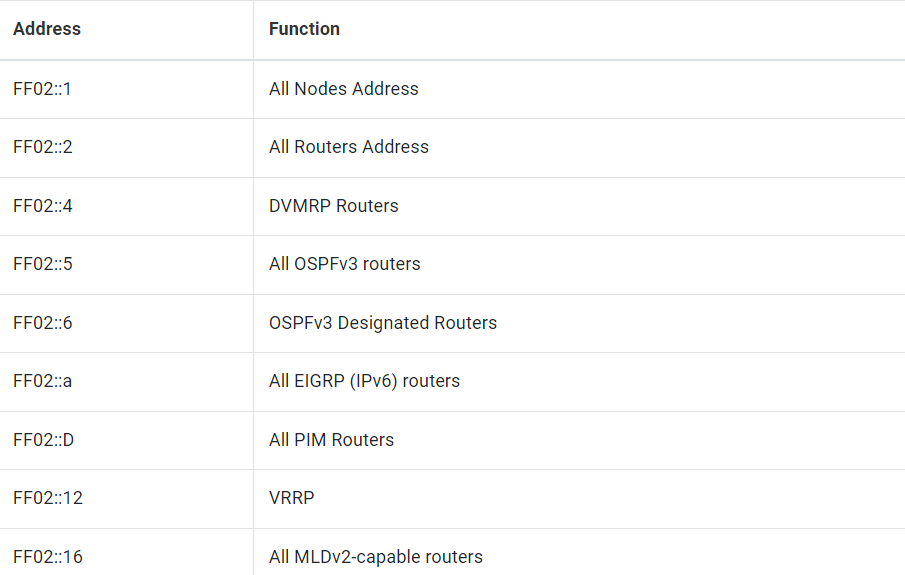 Address Function
FF02::1 All Nodes Address
FF02::2 All Routers Address
FF02::4 DVMRP Routers
FF02::5 All OSPFv3 routers
FF02::6 OSPFv3 Designated Routers
FF02::a All EIGRP (IPv6) routers
FF02::D All PIM Routers
FF02::12 VRRP
FF02::16 All MLDv2-capable routers